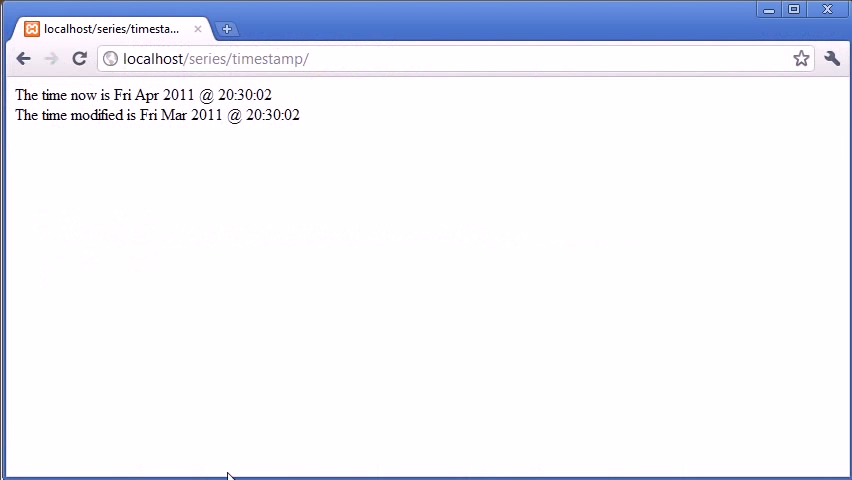 localhost/series/timesta...
localhost/series/timestamp/
The time now is Fri Apr 2011 @ 20:30:02
The time modified is Fri Mar 2011 @ 20:30:02